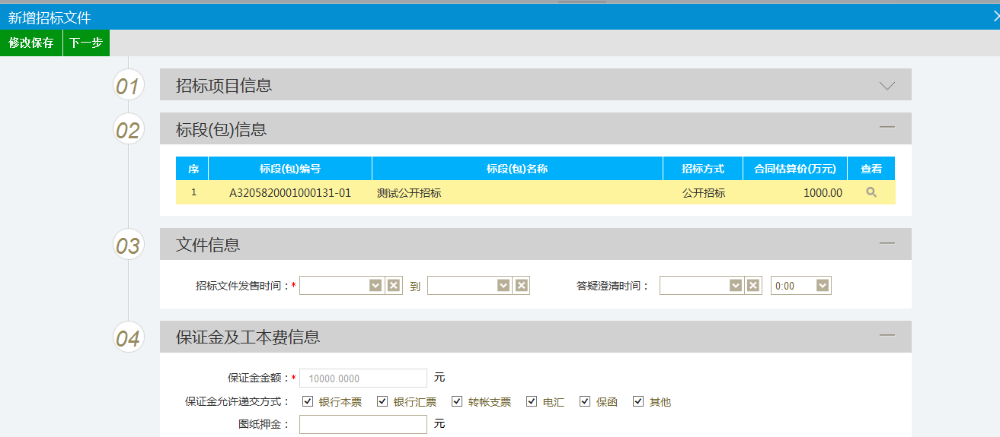 新增招标文件
修改保存 下一步
01 招标项目信息
02 标段(包)信息
序 标段(包)编号 标段(包)名称 招标方式 合同估算价(万元) 查看
1 A3205820001000131-01 测试公开招标 公开招标 1000.00
03 文件信息
招标文件发售时间：* 到 答疑澄清时间： 0:00
04 保证金及工本费信息
保证金金额：* 10000.0000 元
保证金允许递交方式： 银行本票 银行汇票 转帐支票 电汇 保函 其他
图纸押金： 元